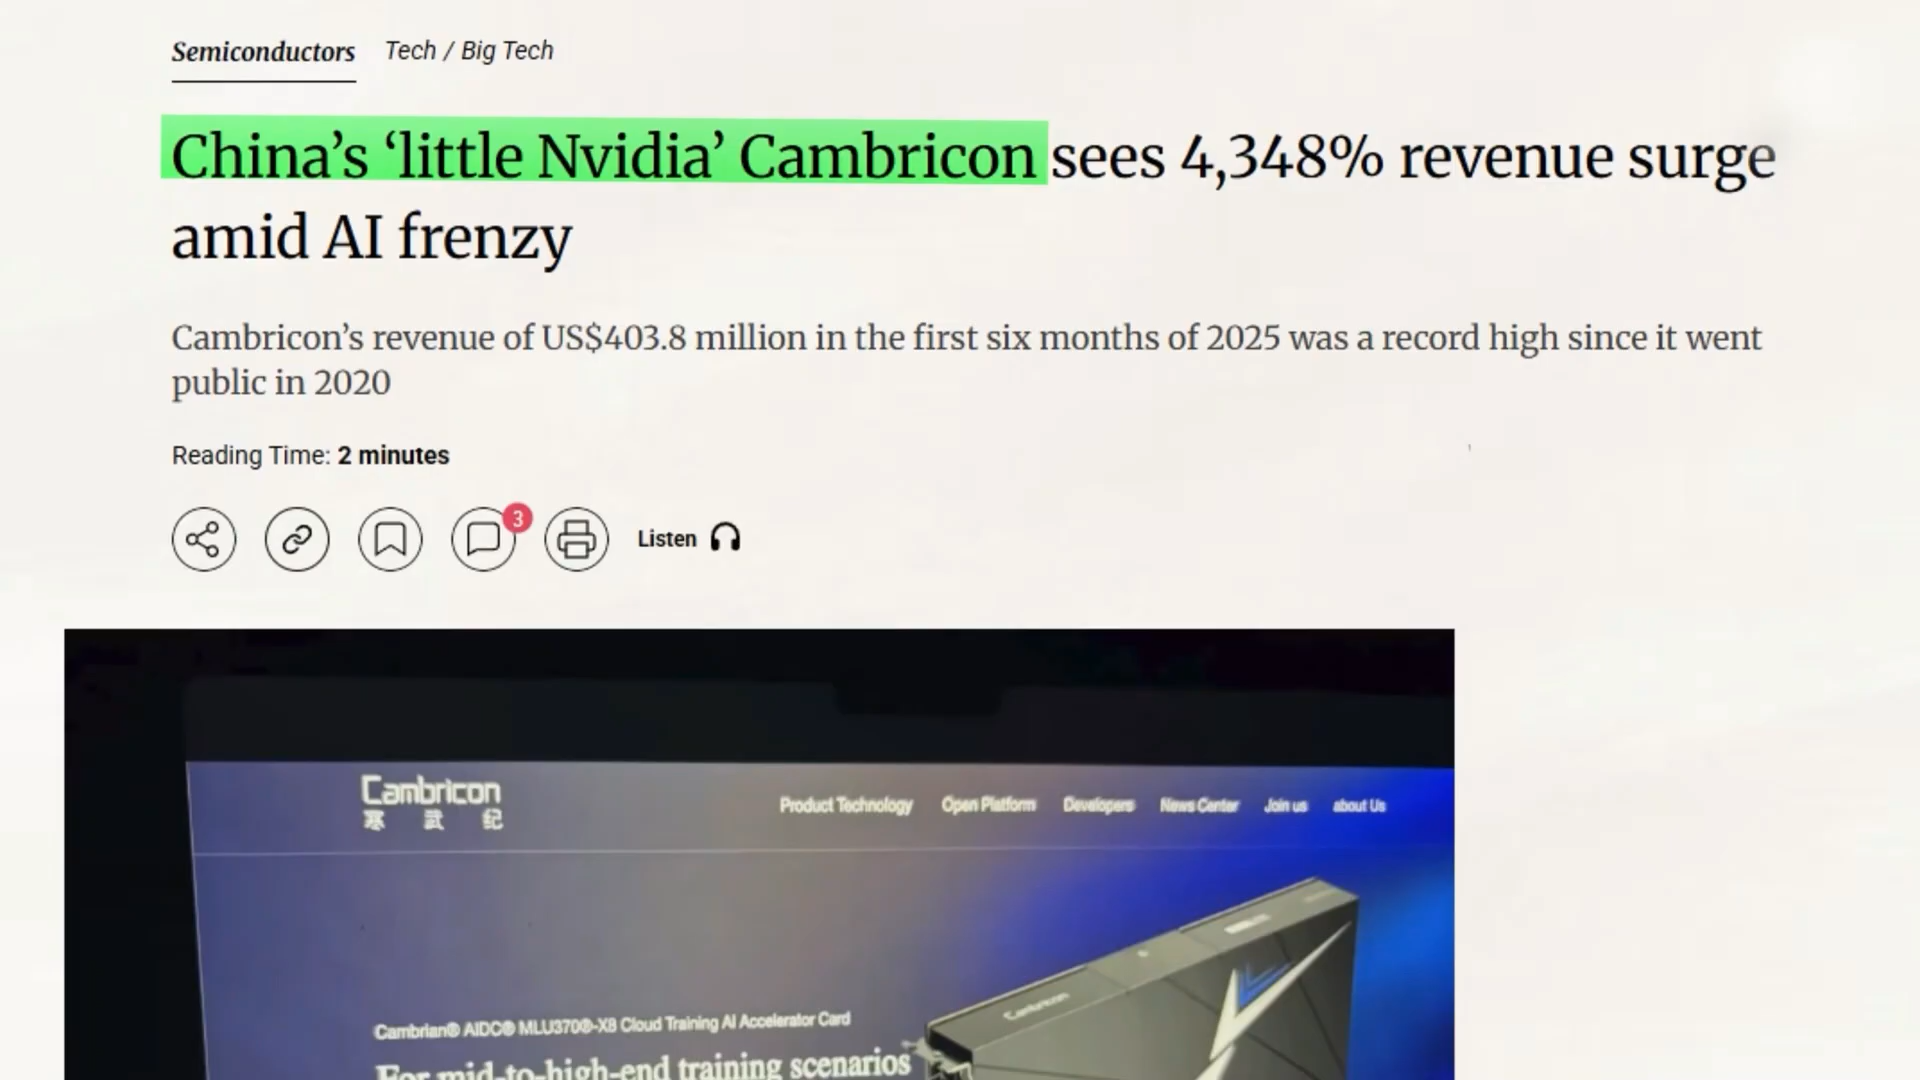 Semiconductors Tech / Big Tech
China’s ‘little Nvidia’ Cambricon sees 4,348% revenue surge
amid AI frenzy
Cambricon’s revenue of US$403.8 million in the first six months of 2025 was a record high since it went
public in 2020
Reading Time: 2 minutes
3
Listen
Cambricon
寒 武 纪
Product Technology Open Platform Developers News Center Join us about Us
Cambricon
Cambrian® AIDC® MLU370®-X8 Cloud Training AI Accelerator Card
For mid-to-high-end training scenarios